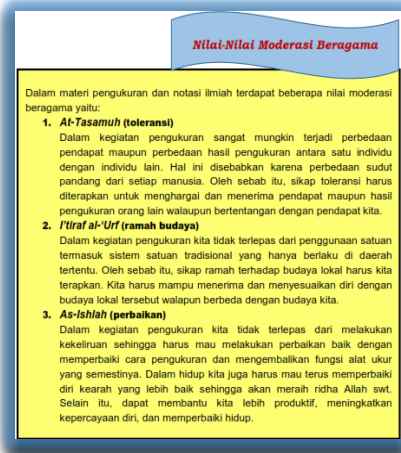 Nilai-Nilai Moderasi Beragama
Dalam materi pengukuran dan notasi ilmiah terdapat beberapa nilai moderasi
beragama yaitu:
1. At-Tasamuh (toleransi)
Dalam kegiatan pengukuran sangat mungkin terjadi perbedaan
pendapat maupun perbedaan hasil pengukuran antara satu individu
dengan individu lain. Hal ini disebabkan karena perbedaan sudut
pandang dari setiap manusia. Oleh sebab itu, sikap toleransi harus
diterapkan untuk menghargai dan menerima pendapat maupun hasil
pengukuran orang lain walaupun bertentangan dengan pendapat kita.
2. I'tiraf al-'Urf (ramah budaya)
Dalam kegiatan pengukuran kita tidak terlepas dari penggunaan satuan
termasuk sistem satuan tradisional yang hanya berlaku di daerah
tertentu. Oleh sebab itu, sikap ramah terhadap budaya lokal harus kita
terapkan. Kita harus mampu menerima dan menyesuaikan diri dengan
budaya lokal tersebut walapun berbeda dengan budaya kita.
3. As-Ishlah (perbaikan)
Dalam kegiatan pengukuran kita tidak terlepas dari melakukan
kekeliruan sehingga harus mau melakukan perbaikan baik dengan
memperbaiki cara pengukuran dan mengembalikan fungsi alat ukur
yang semestinya. Dalam hidup kita juga harus mau terus memperbaiki
diri kearah yang lebih baik sehingga akan meraih ridha Allah swt.
Selain itu, dapat membantu kita lebih produktif, meningkatkan
kepercayaan diri, dan memperbaiki hidup.